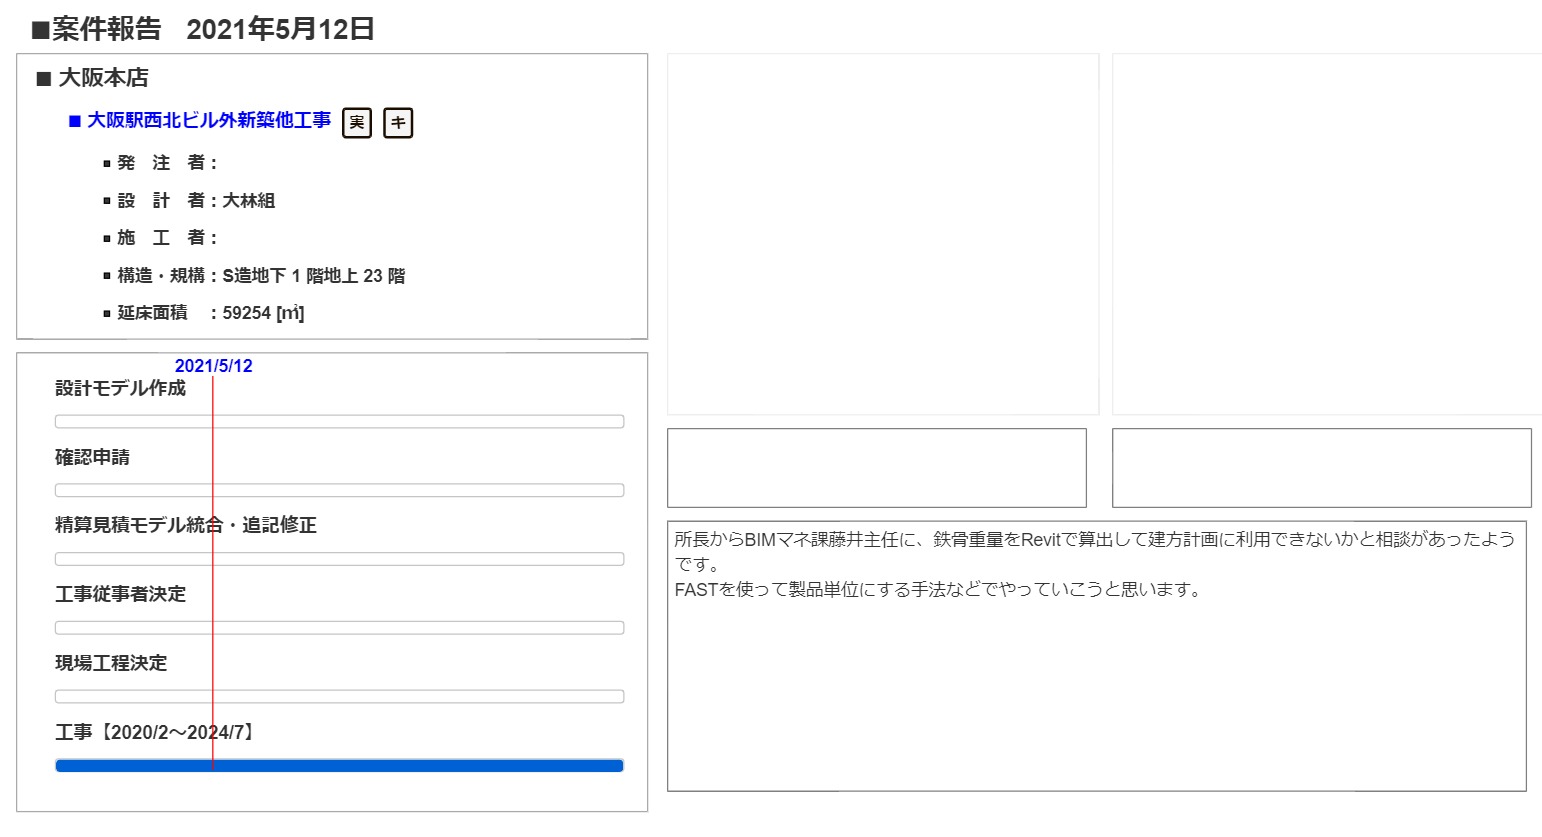 ■案件報告　2021年5月12日
■ 大阪本店
■ 大阪駅西北ビル外新築他工事 実 キ
▪ 発　注　者：
▪ 設　計　者：大林組
▪ 施　工　者：
▪ 構造・規構：S造地下 1 階地上 23 階
▪ 延床面積　：59254 [㎡]
2021/5/12
設計モデル作成
確認申請
精算見積モデル統合・追記修正
工事従事者決定
現場工程決定
工事【2020/2～2024/7】
所長からBIMマネ課藤井主任に、鉄骨重量をRevitで算出して建方計画に利用できないかと相談があったよう
です。
FASTを使って製品単位にする手法などでやっていこうと思います。